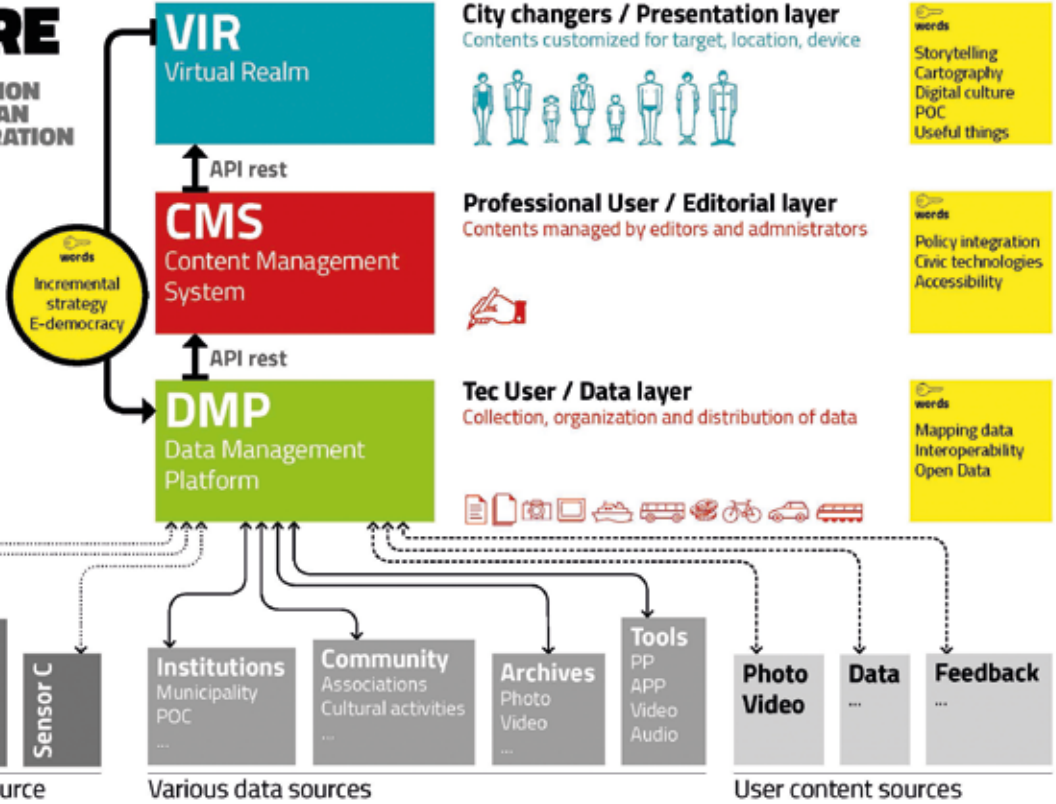 RE
ION
AN
RATION
VIR
Virtual Realm
City changers / Presentation layer
Contents customized for target, location, device
words
Storytelling
Cartography
Digital culture
POC
Useful things
API rest
CMS
Content Management
System
Professional User / Editorial layer
Contents managed by editors and admnistrators
words
Policy integration
Civic technologies
Accessibility
words
Incremental
strategy
E-democracy
API rest
DMP
Data Management
Platform
Tec User / Data layer
Collection, organization and distribution of data
words
Mapping data
Interoperability
Open Data
Sensor C
Institutions
Municipality
POC
...
Community
Associations
Cultural activities
...
Archives
Photo
Video
...
Tools
PP
APP
Video
Audio
Photo
Video
Data
...
Feedback
...
urce
Various data sources
User content sources